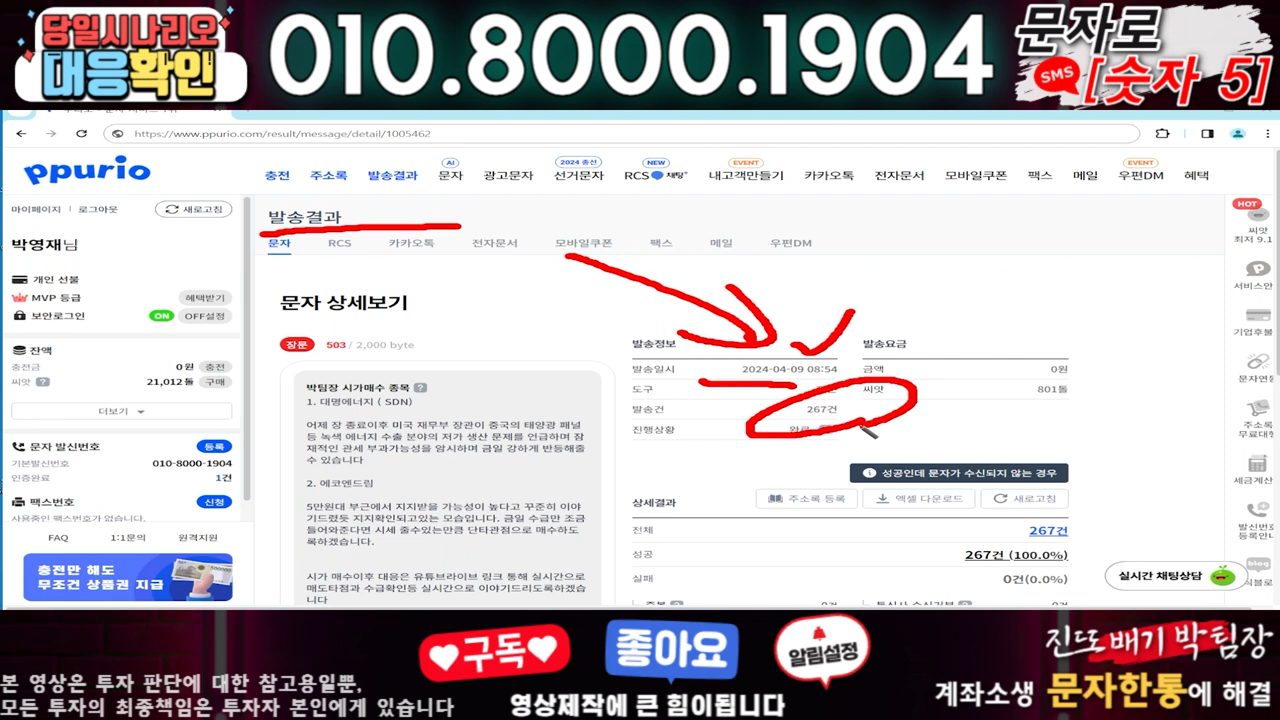 당일시나리오
대응확인
010.8000.1904
문자로
SMS [숫자 5]
https://www.ppurio.com/result/message/detail/1005462
ppurio
충전 주소록 발송결과 AI 문자 광고문자 2024 총선 선거문자 NEW RCS 채팅+ EVENT 내고객만들기 카카오톡 전자문서 모바일쿠폰 팩스 메일 EVENT 우편DM 혜택
마이페이지 로그아웃 새로고침
박영재님
개인 선불
MVP 등급 혜택받기
보안로그인 ON OFF설정
잔액
충전금 0원 충전
씨앗 ? 21,012톨 구매
더보기
문자 발신번호 등록
기본발신번호 010-8000-1904
인증완료 1건
팩스번호 신청
사용중인 팩스번호가 없습니다.
FAQ 1:1문의 원격지원
충전만 해도
무조건 상품권 지급
발송결과
문자 RCS 카카오톡 전자문서 모바일쿠폰 팩스 메일 우편DM
문자 상세보기
장문 503 / 2,000 byte
박팀장 시가매수 종목 ?
1. 대명에너지 ( SDN)
어제 장 종료이후 미국 재무부 장관이 중국의 태양광 패널
등 녹색 에너지 수출 분야의 저가 생산 문제를 언급하며 잠
재적인 관세 부과가능성을 암시하며 금일 강하게 반등해줄
수 있습니다
2. 에코앤드림
5만원대 부근에서 지지받을 가능성이 높다고 꾸준히 이야
기드렸듯 지지확인되고있는 모습입니다. 금일 수급만 조금
들어와준다면 시세 줄수있는만큼 단타관점으로 매수하도
록하겠습니다.
시가 매수이후 대응은 유튜브라이브 링크 통해 실시간으로
매도타점과 수급확인등 실시간으로 이야기드리도록하겠습
니다
발송정보
발송일시 2024-04-09 08:54
도구
발송건 267건
진행상황 완료
발송요금
금액 0원
씨앗 801톨
성공인데 문자가 수신되지 않는 경우
상세결과 주소록 등록 엑셀 다운로드 새로고침
전체 267건
성공 267건 (100.0%)
실패 0건(0.0%)
HOT
씨앗
최저 9.1
서비스안
기업후불
문자연동
주소록
무료대행
세금계산
발신번호
등록안내
blog
실시간 채팅상담
본 영상은 투자 판단에 대한 참고용일뿐,
모든 투자의 최종책임은 투자자 본인에게 있습니다
구독 좋아요 알림설정
영상제작에 큰 힘이됩니다
진또배기 박팀장
계좌소생 문자한통에 해결